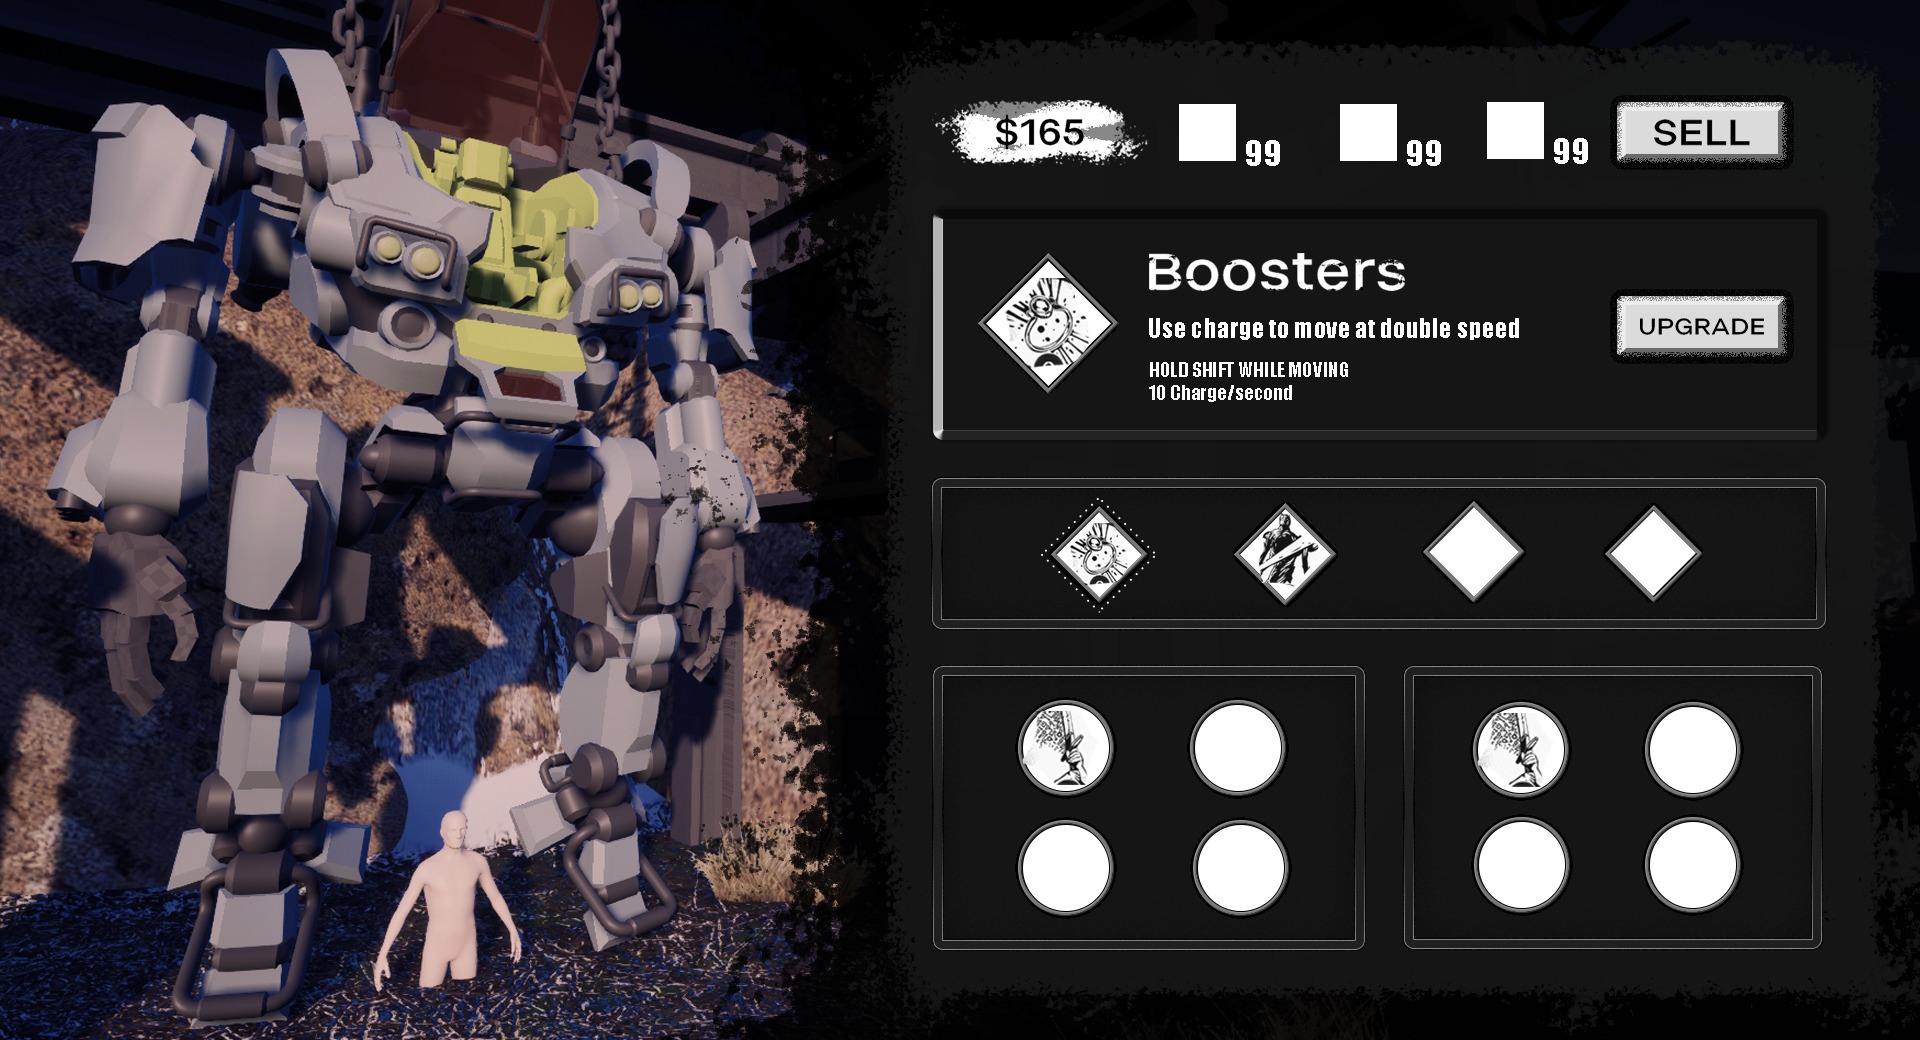 $165
99
99
99
SELL
Boosters
Use charge to move at double speed
UPGRADE
HOLD SHIFT WHILE MOVING
10 Charge/second